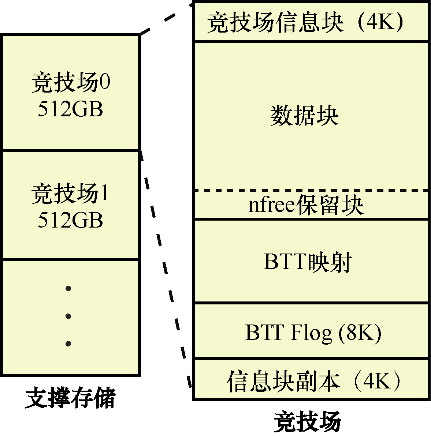 竞技场0
512GB
竞技场1
512GB
支撑存储
竞技场信息块（4K）
数据块
nfree保留块
BTT映射
BTT Flog (8K)
信息块副本（4K）
竞技场